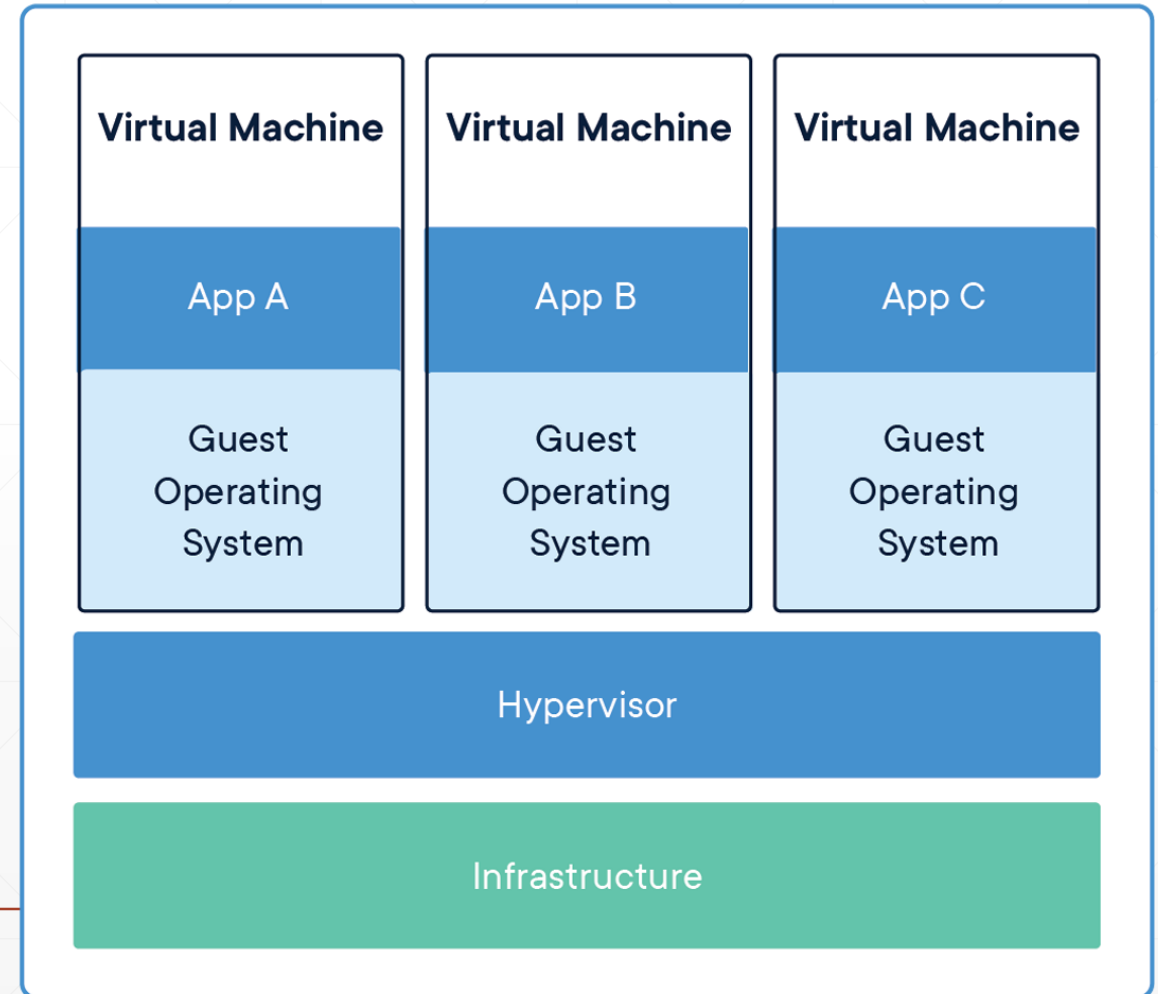 Virtual Machine
Virtual Machine
Virtual Machine
App A
App B
App C
Guest
Operating
System
Guest
Operating
System
Guest
Operating
System
Hypervisor
Infrastructure